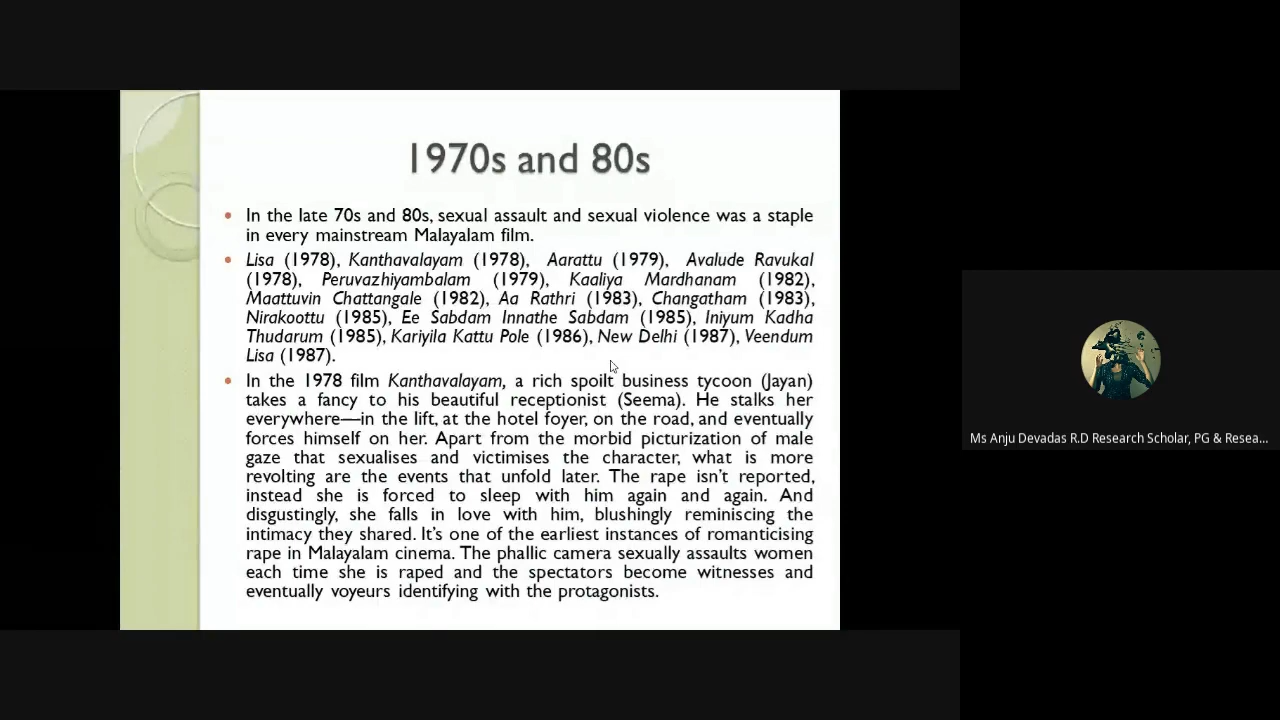 1970s and 80s
• In the late 70s and 80s, sexual assault and sexual violence was a staple
in every mainstream Malayalam film.
• Lisa (1978), Kanthavalayam (1978), Aarattu (1979), Avalude Ravukal
(1978), Peruvazhiyambalam (1979), Kaaliya Mardhanam (1982),
Maattuvin Chattangale (1982), Aa Rathri (1983), Changatham (1983),
Nirakoottu (1985), Ee Sabdam Innathe Sabdam (1985), Iniyum Kadha
Thudarum (1985), Kariyila Kattu Pole (1986), New Delhi (1987), Veendum
Lisa (1987).
• In the 1978 film Kanthavalayam, a rich spoilt business tycoon (Jayan)
takes a fancy to his beautiful receptionist (Seema). He stalks her
everywhere—in the lift, at the hotel foyer, on the road, and eventually
forces himself on her. Apart from the morbid picturization of male
gaze that sexualises and victimises the character, what is more
revolting are the events that unfold later. The rape isn't reported,
instead she is forced to sleep with him again and again. And
disgustingly, she falls in love with him, blushingly reminiscing the
intimacy they shared. It's one of the earliest instances of romanticising
rape in Malayalam cinema. The phallic camera sexually assaults women
each time she is raped and the spectators become witnesses and
eventually voyeurs identifying with the protagonists.
Ms Anju Devadas R.D Research Scholar, PG & Resea...